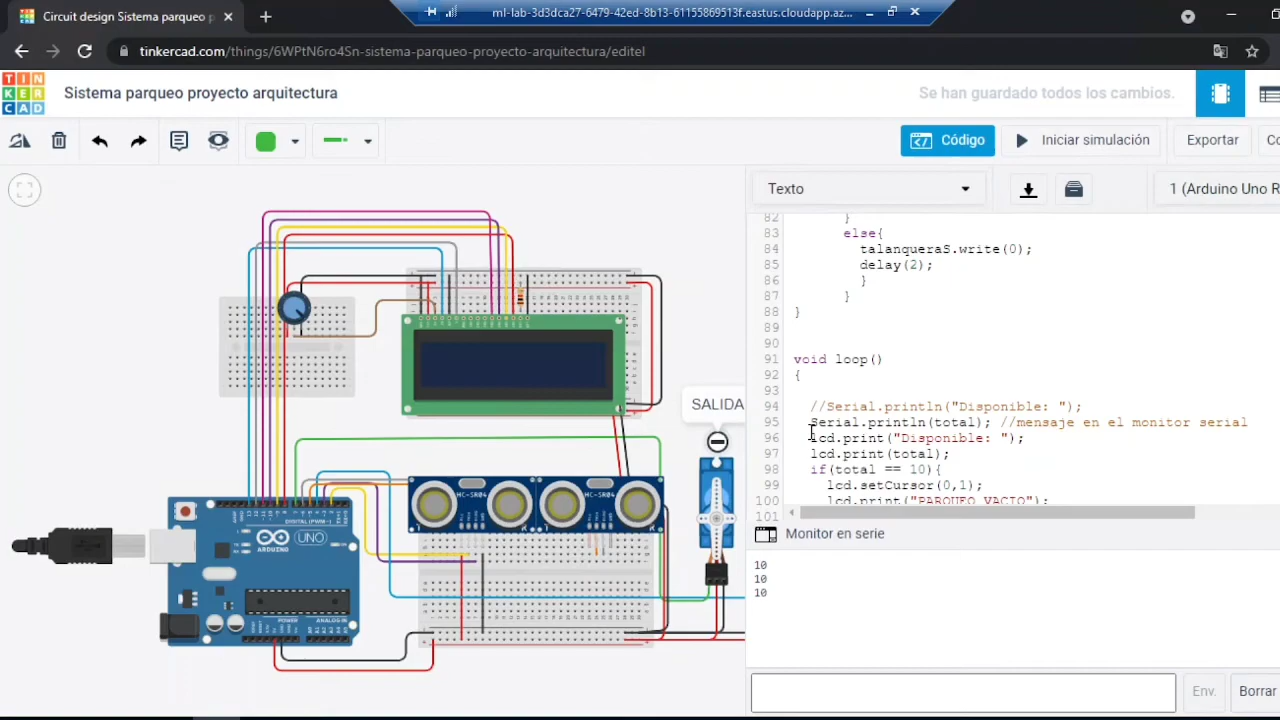 Circuit design Sistema parqueo p
ml-lab-3d3dca27-6479-42ed-8b13-61155869513f.eastus.cloudapp.az...
tinkercad.com/things/6WPtN6ro4Sn-sistema-parqueo-proyecto-arquitectura/editel
TIN
KER
CAD
Sistema parqueo proyecto arquitectura
Se han guardado todos los cambios.
Código
Iniciar simulación
Exportar
Co
Texto
1 (Arduino Uno R
82 }
83 else{
84 talanqueraS.write(0);
85 delay(2);
86 }
87 }
88 }
89
90
91 void loop()
92 {
93
94 //Serial.println("Disponible: ");
95 Serial.println(total); //mensaje en el monitor serial
96 lcd.print("Disponible: ");
97 lcd.print(total);
98 if(total == 10){
99 lcd.setCursor(0,1);
100 lcd.print("PARQUEO VACIO");
101
SALIDA
HC-SR04
HC-SR04
DIGITAL (PWM~)
UNO
ARDUINO
POWER
ANALOG IN
Monitor en serie
10
10
10
Env.
Borrar